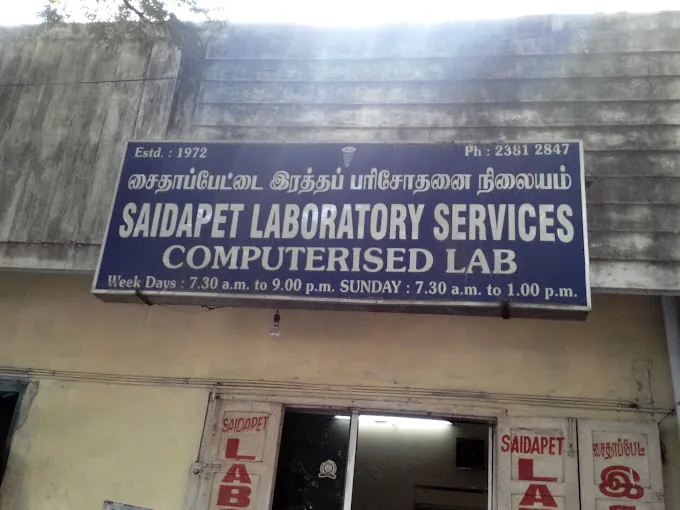 Estd. : 1972
Ph : 2381 2847
சைதாப்பேட்டை இரத்தப் பரிசோதனை நிலையம்
SAIDAPET LABORATORY SERVICES
COMPUTERISED LAB
Week Days : 7.30 a.m. to 9.00 p.m. SUNDAY : 7.30 a.m. to 1.00 p.m.
SAIDAPET
LAB
SAIDAPET
LA
சைதாப்பேட்
இ